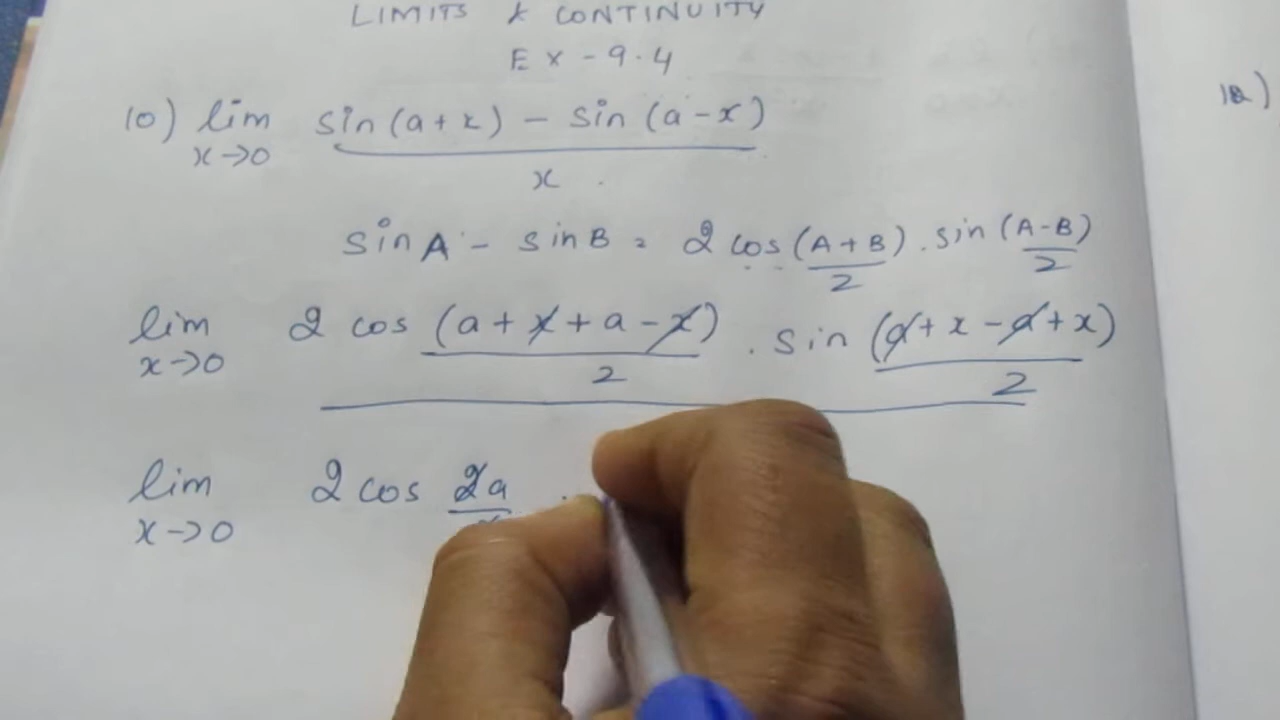 LIMITS & CONTINUITY
EX - 9.4
10) lim x→0 sin(a+x) - sin(a-x) / x
12)
sin A - sin B = 2 cos (A+B)/2 . sin (A-B)/2
lim x→0 2 cos (a+x+a-x)/2 . sin (a+x-a+x)/2
lim x→0 2 cos 2a